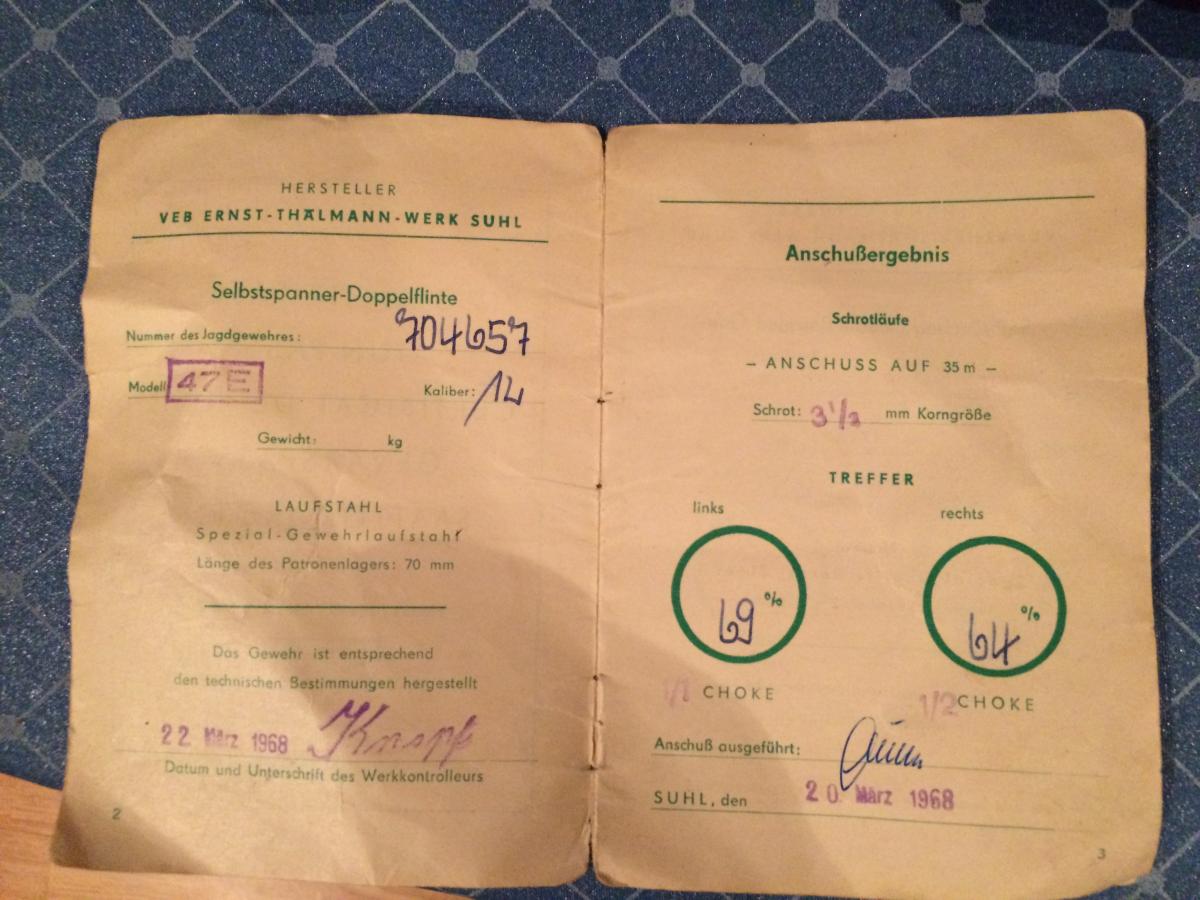 HERSTELLER
VEB ERNST-THÄLMANN-WERK SUHL
Selbstspanner-Doppelflinte
Nummer des Jagdgewehres: 704657
Modell 47E Kaliber: 12
Gewicht: kg
LAUFSTAHL
Spezial-Gewehrlaufstahl
Länge des Patronenlagers: 70 mm
Das Gewehr ist entsprechend
den technischen Bestimmungen hergestellt
22. März 1968
Datum und Unterschrift des Werkkontrolleurs
2
Anschußergebnis
Schrotläufe
– ANSCHUSS AUF 35 m –
Schrot: 3 1/2 mm Korngröße
TREFFER
links rechts
69 % 64 %
1/1 CHOKE 1/2 CHOKE
Anschuß ausgeführt:
SUHL, den 20. März 1968
3